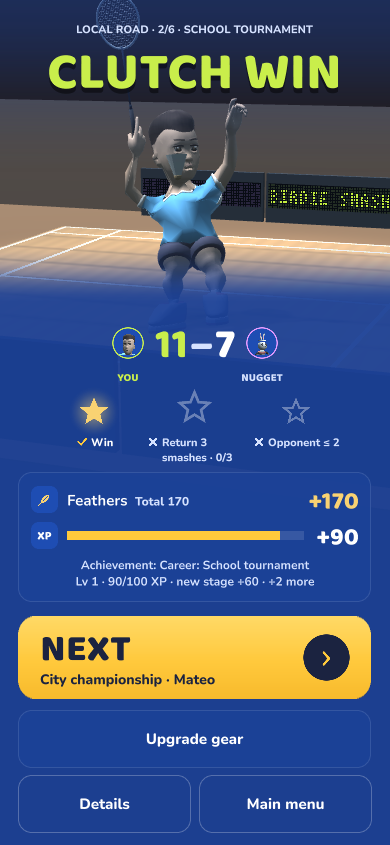 LOCAL ROAD · 2/6 · SCHOOL TOURNAMENT
CLUTCH WIN
BIRDIE SMASH
11–7
YOU
NUGGET
Win
Return 3
smashes · 0/3
Opponent ≤ 2
Feathers Total 170
+170
XP
+90
Achievement: Career: School tournament
Lv 1 · 90/100 XP · new stage +60 · +2 more
NEXT
City championship · Mateo
Upgrade gear
Details
Main menu